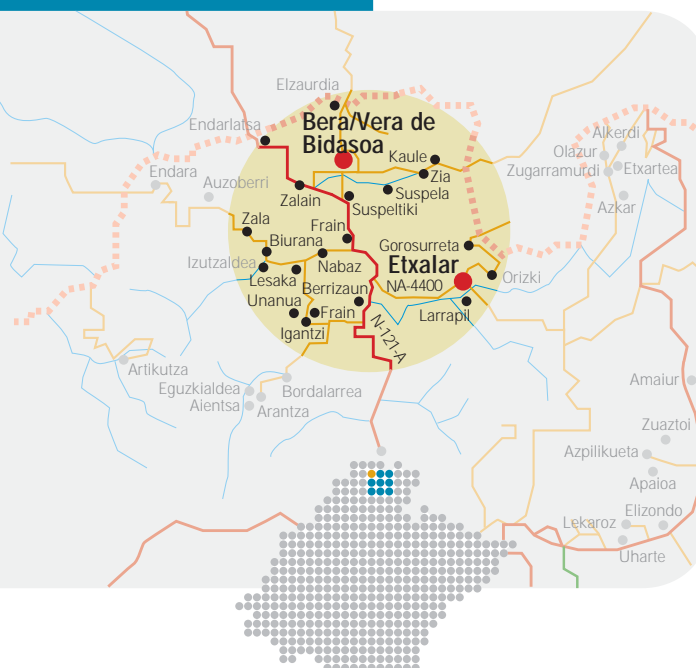 Elzaurdia
Bera/Vera de
Bidasoa
Endarlatsa
Alkerdi
Olazur
Kaule
Zugarramurdi
Etxartea
Endara
Zia
Auzoberri
Suspela
Zalain
Azkar
Suspeltiki
Zala
Frain
Biurana
Gorosurreta
Izutzaldea
Nabaz
Etxalar
Orizki
Lesaka
Berrizaun
NA-4400
Unanua
Frain
Larrapil
N-121-A
Igantzi
Artikutza
Amaiur
Eguzkialdea
Bordalarrea
Aientsa
Arantza
Zuaztoi
Azpilikueta
Apaioa
Elizondo
Lekaroz
Uharte